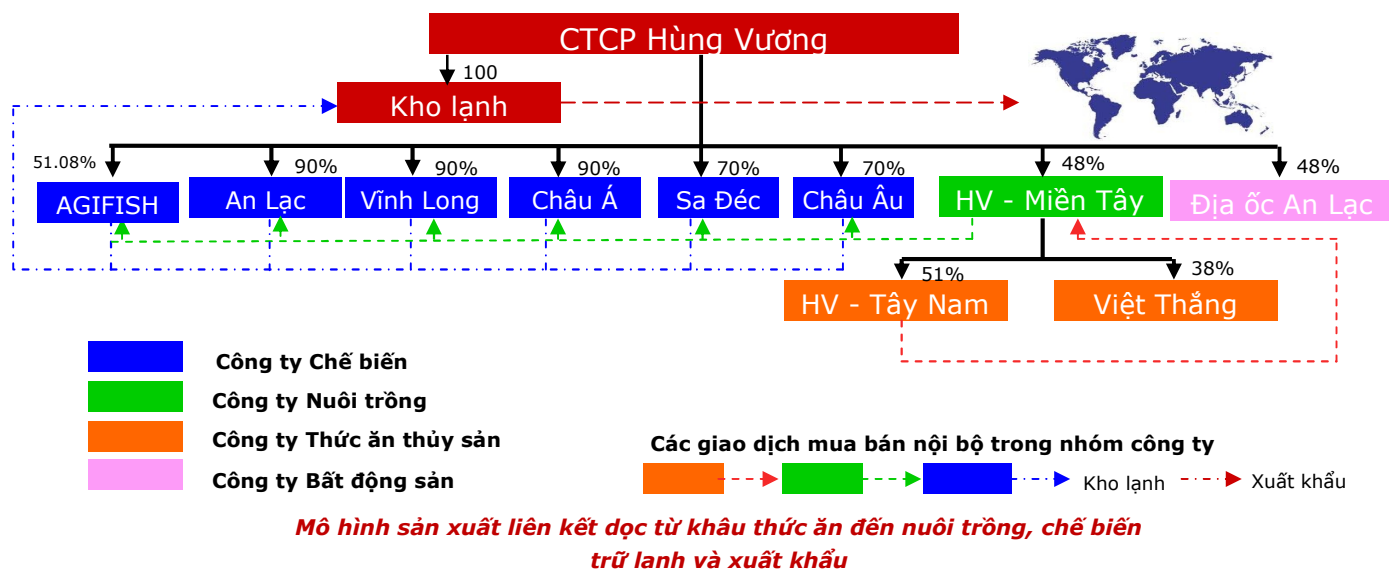 CTCP Hùng Vương
100
Kho lạnh
51.08%
90%
90%
90%
70%
70%
48%
48%
AGIFISH
An Lạc
Vĩnh Long
Châu Á
Sa Đéc
Châu Âu
HV - Miền Tây
Địa ốc An Lạc
51%
38%
HV - Tây Nam
Việt Thắng
Công ty Chế biến
Công ty Nuôi trồng
Công ty Thức ăn thủy sản
Công ty Bất động sản
Các giao dịch mua bán nội bộ trong nhóm công ty
Kho lạnh
Xuất khẩu
Mô hình sản xuất liên kết dọc từ khâu thức ăn đến nuôi trồng, chế biến
trữ lanh và xuất khẩu